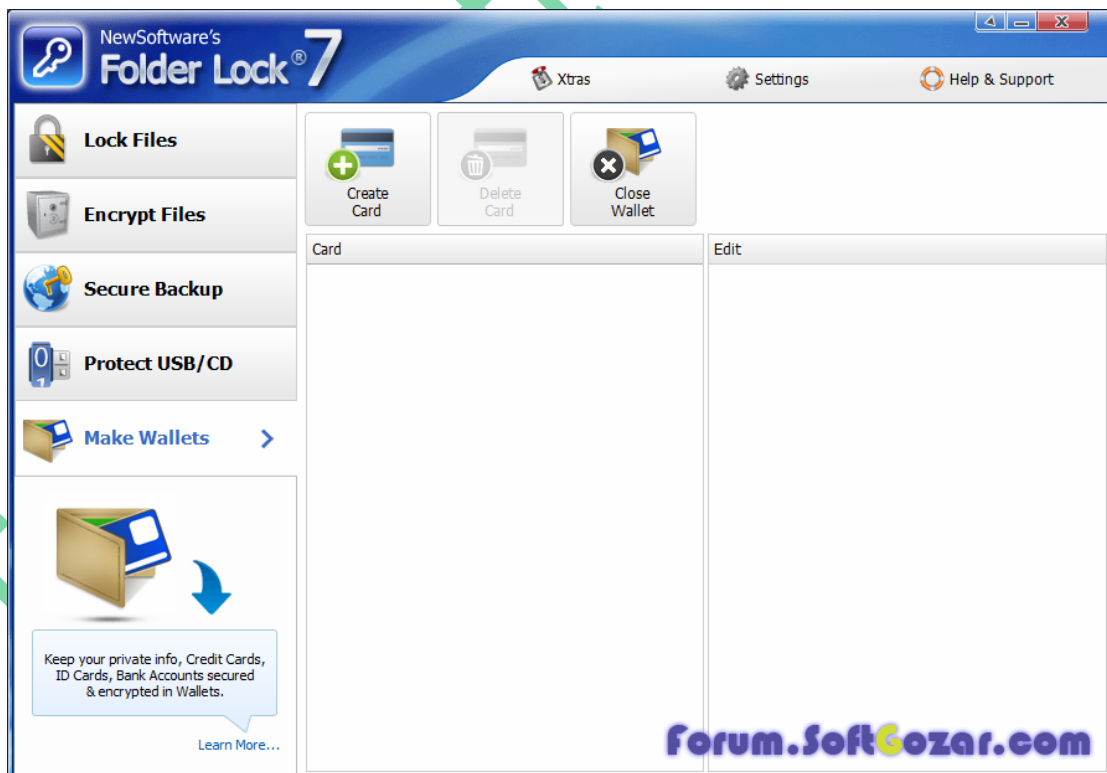 NewSoftware's
Folder Lock®7
Xtras
Settings
Help & Support
Lock Files
Encrypt Files
Secure Backup
Protect USB/CD
Make Wallets
Create
Card
Delete
Card
Close
Wallet
Card
Edit
Keep your private info, Credit Cards,
ID Cards, Bank Accounts secured
& encrypted in Wallets.
Learn More...
Forum.SoftGozar.com